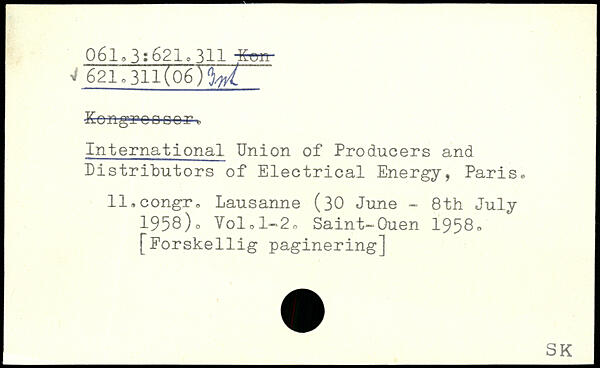 061.3:621.311 Kon
✓ 621.311(06) Int
Kongresser.
International Union of Producers and
Distributors of Electrical Energy, Paris.
11.congr. Lausanne (30 June - 8th July
1958). Vol.1-2. Saint-Ouen 1958.
[Forskellig paginering]
SK